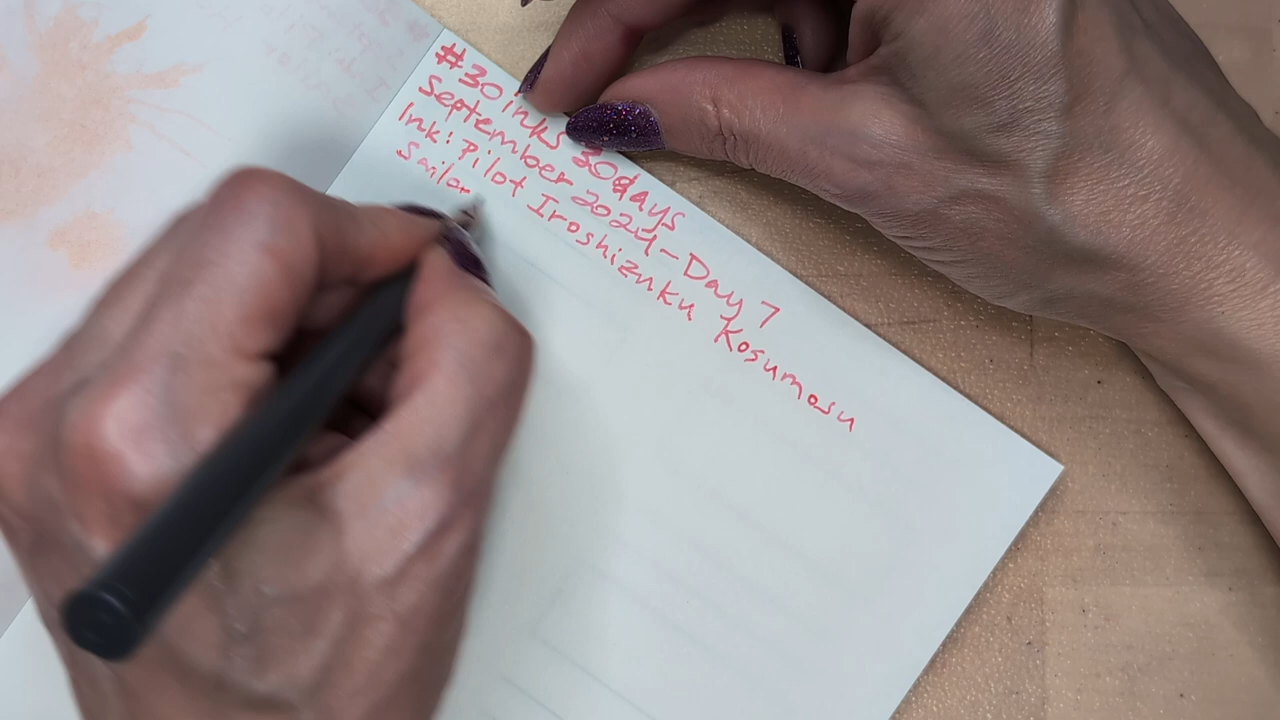 #30inks30days
September 2024-Day 7
Ink: Pilot Iroshizuku Kosumosu
Sailor